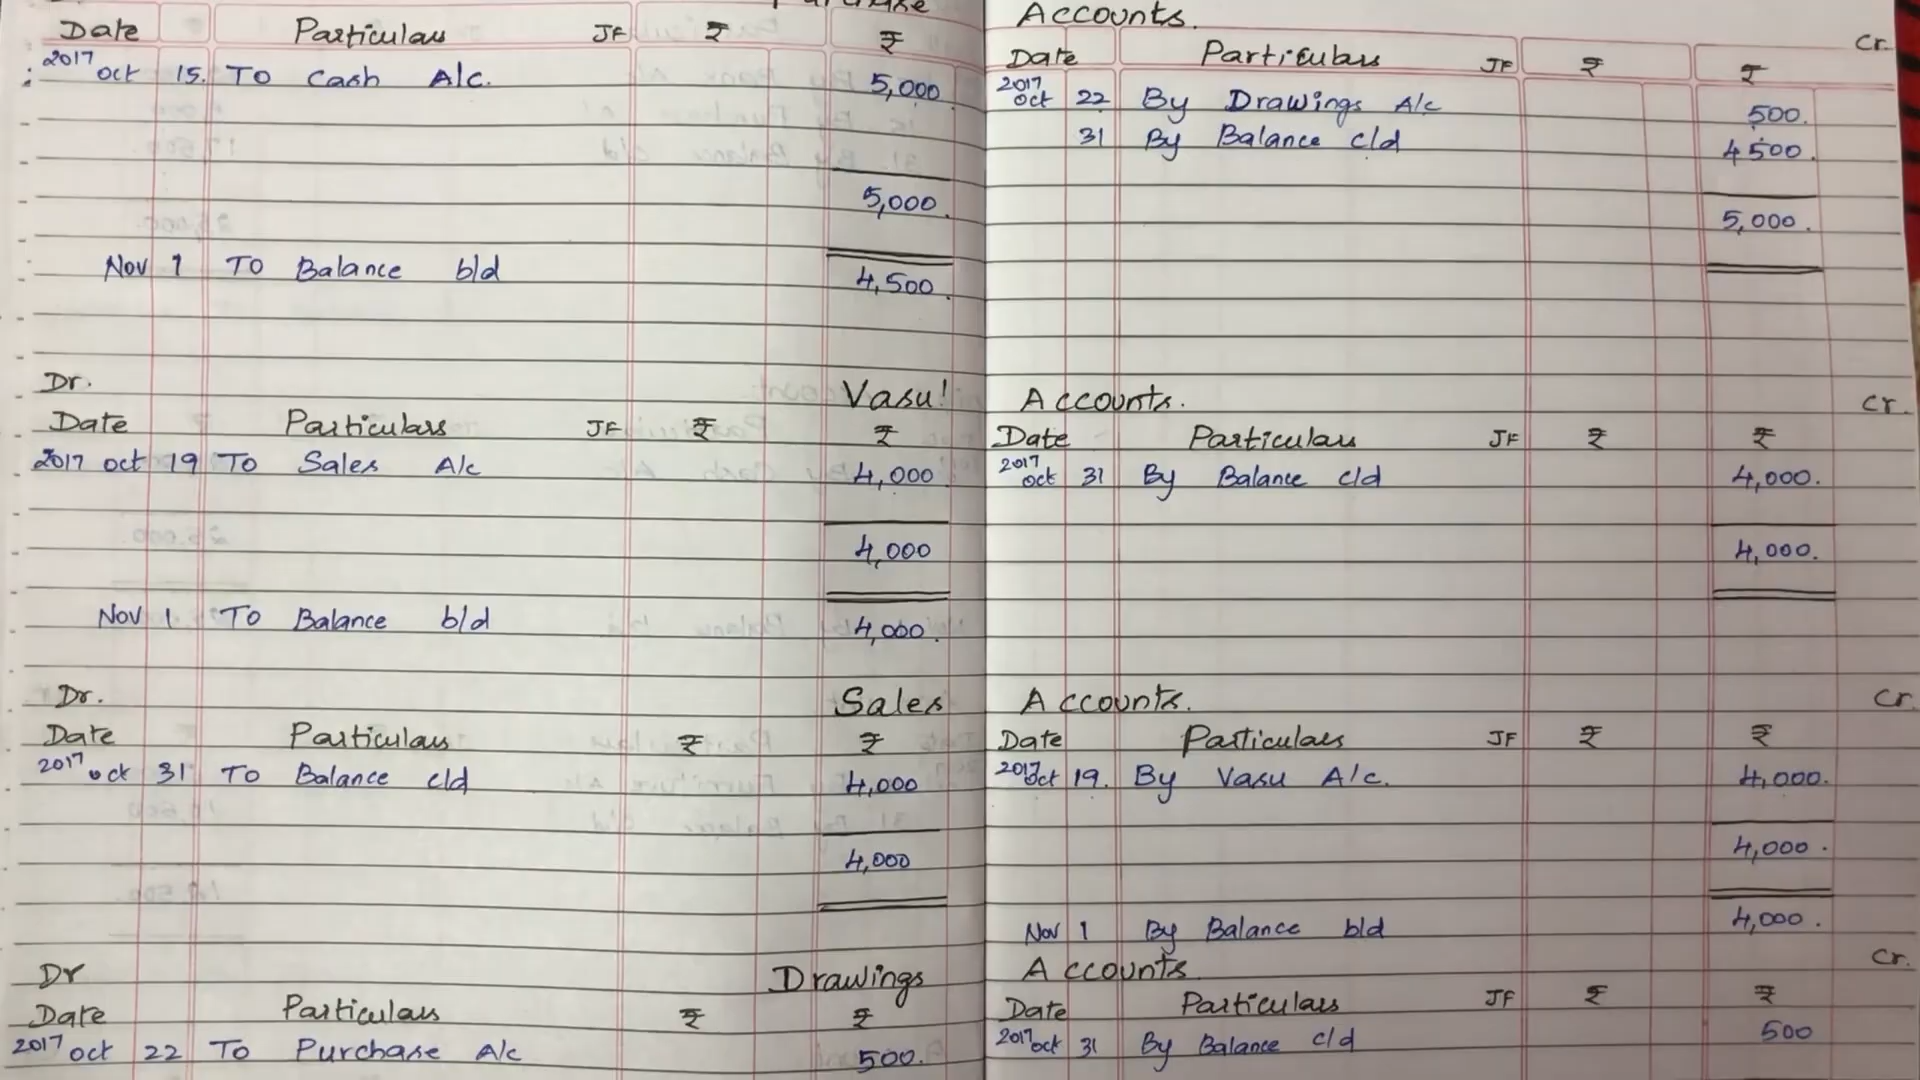 Purchase Accounts.
Cr.
Date Particulars JF ₹ ₹
2017 Oct 15. To Cash A/c. 5,000
5,000.
Nov 1 To Balance b/d 4,500.
Date Particulars JF ₹ ₹
2017 Oct 22 By Drawings A/c 500.
31 By Balance c/d 4500.
5,000.
Dr. Vasu! Accounts. Cr.
Date Particulars JF ₹ ₹
2017 Oct 19 To Sales A/c 4,000
4,000
Nov 1 To Balance b/d 4,000.
Date Particulars JF ₹ ₹
2017 Oct 31 By Balance c/d 4,000.
4,000.
Dr. Sales Accounts. Cr.
Date Particulars ₹ ₹
2017 Oct 31 To Balance c/d 4,000
4,000
Date Particulars JF ₹ ₹
2017 Oct 19. By Vasu A/c. 4,000.
4,000.
Nov 1 By Balance b/d 4,000.
Dr Drawings Accounts Cr.
Date Particulars ₹ ₹
2017 Oct 22 To Purchase A/c 500.
Date Particulars JF ₹ ₹
2017 Oct 31 By Balance c/d 500